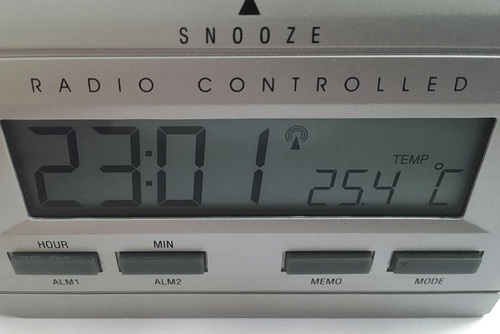 SNOOZE
RADIO CONTROLLED
23:01
TEMP
25.4 °C
HOUR MIN
ALM1 ALM2 MEMO MODE